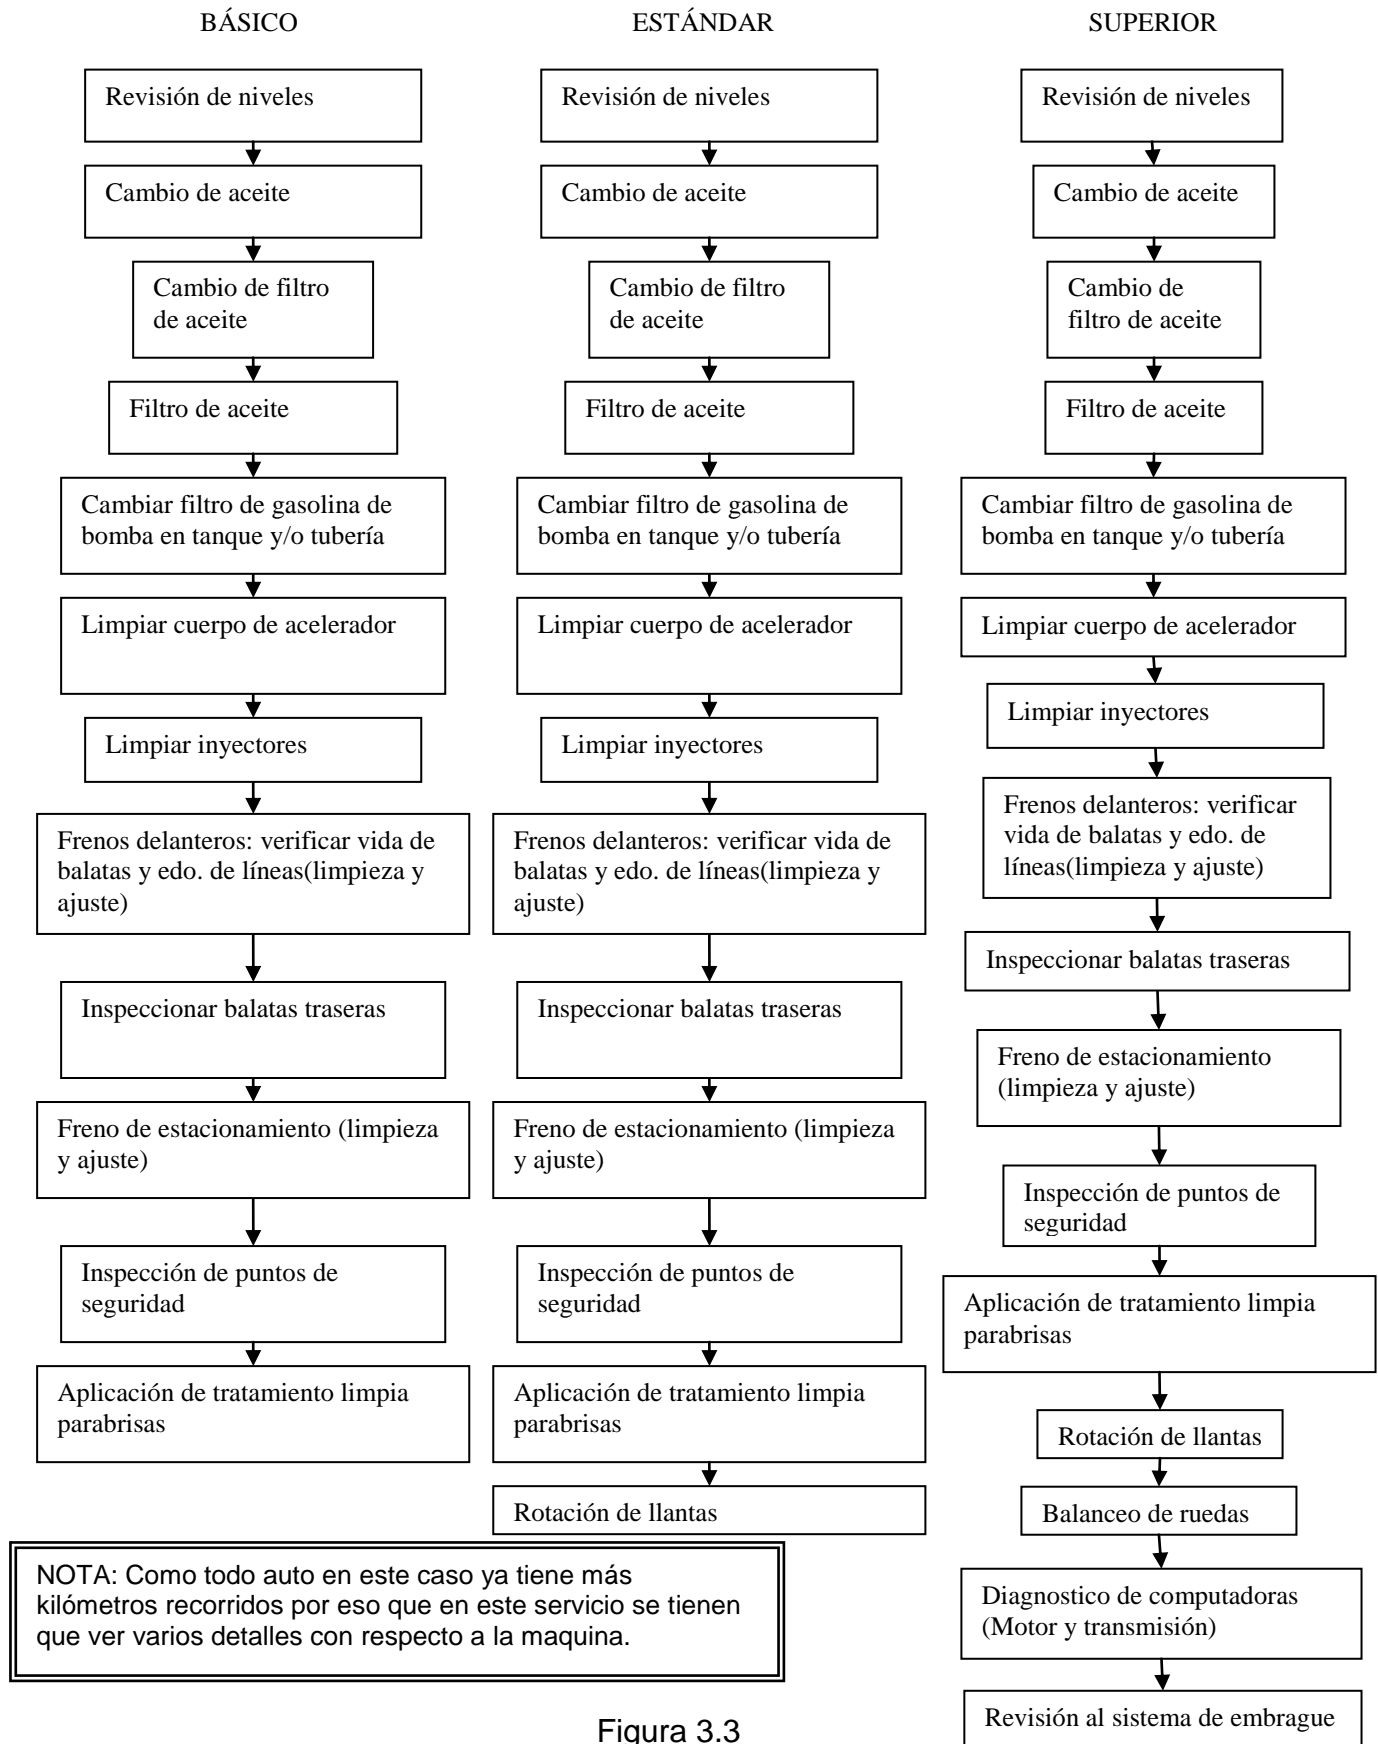 BÁSICO
Revisión de niveles
Cambio de aceite
Cambio de filtro
de aceite
Filtro de aceite
Cambiar filtro de gasolina de
bomba en tanque y/o tubería
Limpiar cuerpo de acelerador
Limpiar inyectores
Frenos delanteros: verificar vida de
balatas y edo. de líneas(limpieza y
ajuste)
Inspeccionar balatas traseras
Freno de estacionamiento (limpieza
y ajuste)
Inspección de puntos de
seguridad
Aplicación de tratamiento limpia
parabrisas
ESTÁNDAR
Revisión de niveles
Cambio de aceite
Cambio de filtro
de aceite
Filtro de aceite
Cambiar filtro de gasolina de
bomba en tanque y/o tubería
Limpiar cuerpo de acelerador
Limpiar inyectores
Frenos delanteros: verificar vida de
balatas y edo. de líneas(limpieza y
ajuste)
Inspeccionar balatas traseras
Freno de estacionamiento (limpieza
y ajuste)
Inspección de puntos de
seguridad
Aplicación de tratamiento limpia
parabrisas
Rotación de llantas
SUPERIOR
Revisión de niveles
Cambio de aceite
Cambio de
filtro de aceite
Filtro de aceite
Cambiar filtro de gasolina de
bomba en tanque y/o tubería
Limpiar cuerpo de acelerador
Limpiar inyectores
Frenos delanteros: verificar
vida de balatas y edo. de
líneas(limpieza y ajuste)
Inspeccionar balatas traseras
Freno de estacionamiento
(limpieza y ajuste)
Inspección de puntos de
seguridad
Aplicación de tratamiento limpia
parabrisas
Rotación de llantas
Balanceo de ruedas
Diagnostico de computadoras
(Motor y transmisión)
Revisión al sistema de embrague
NOTA: Como todo auto en este caso ya tiene más
kilómetros recorridos por eso que en este servicio se tienen
que ver varios detalles con respecto a la maquina.
Figura 3.3